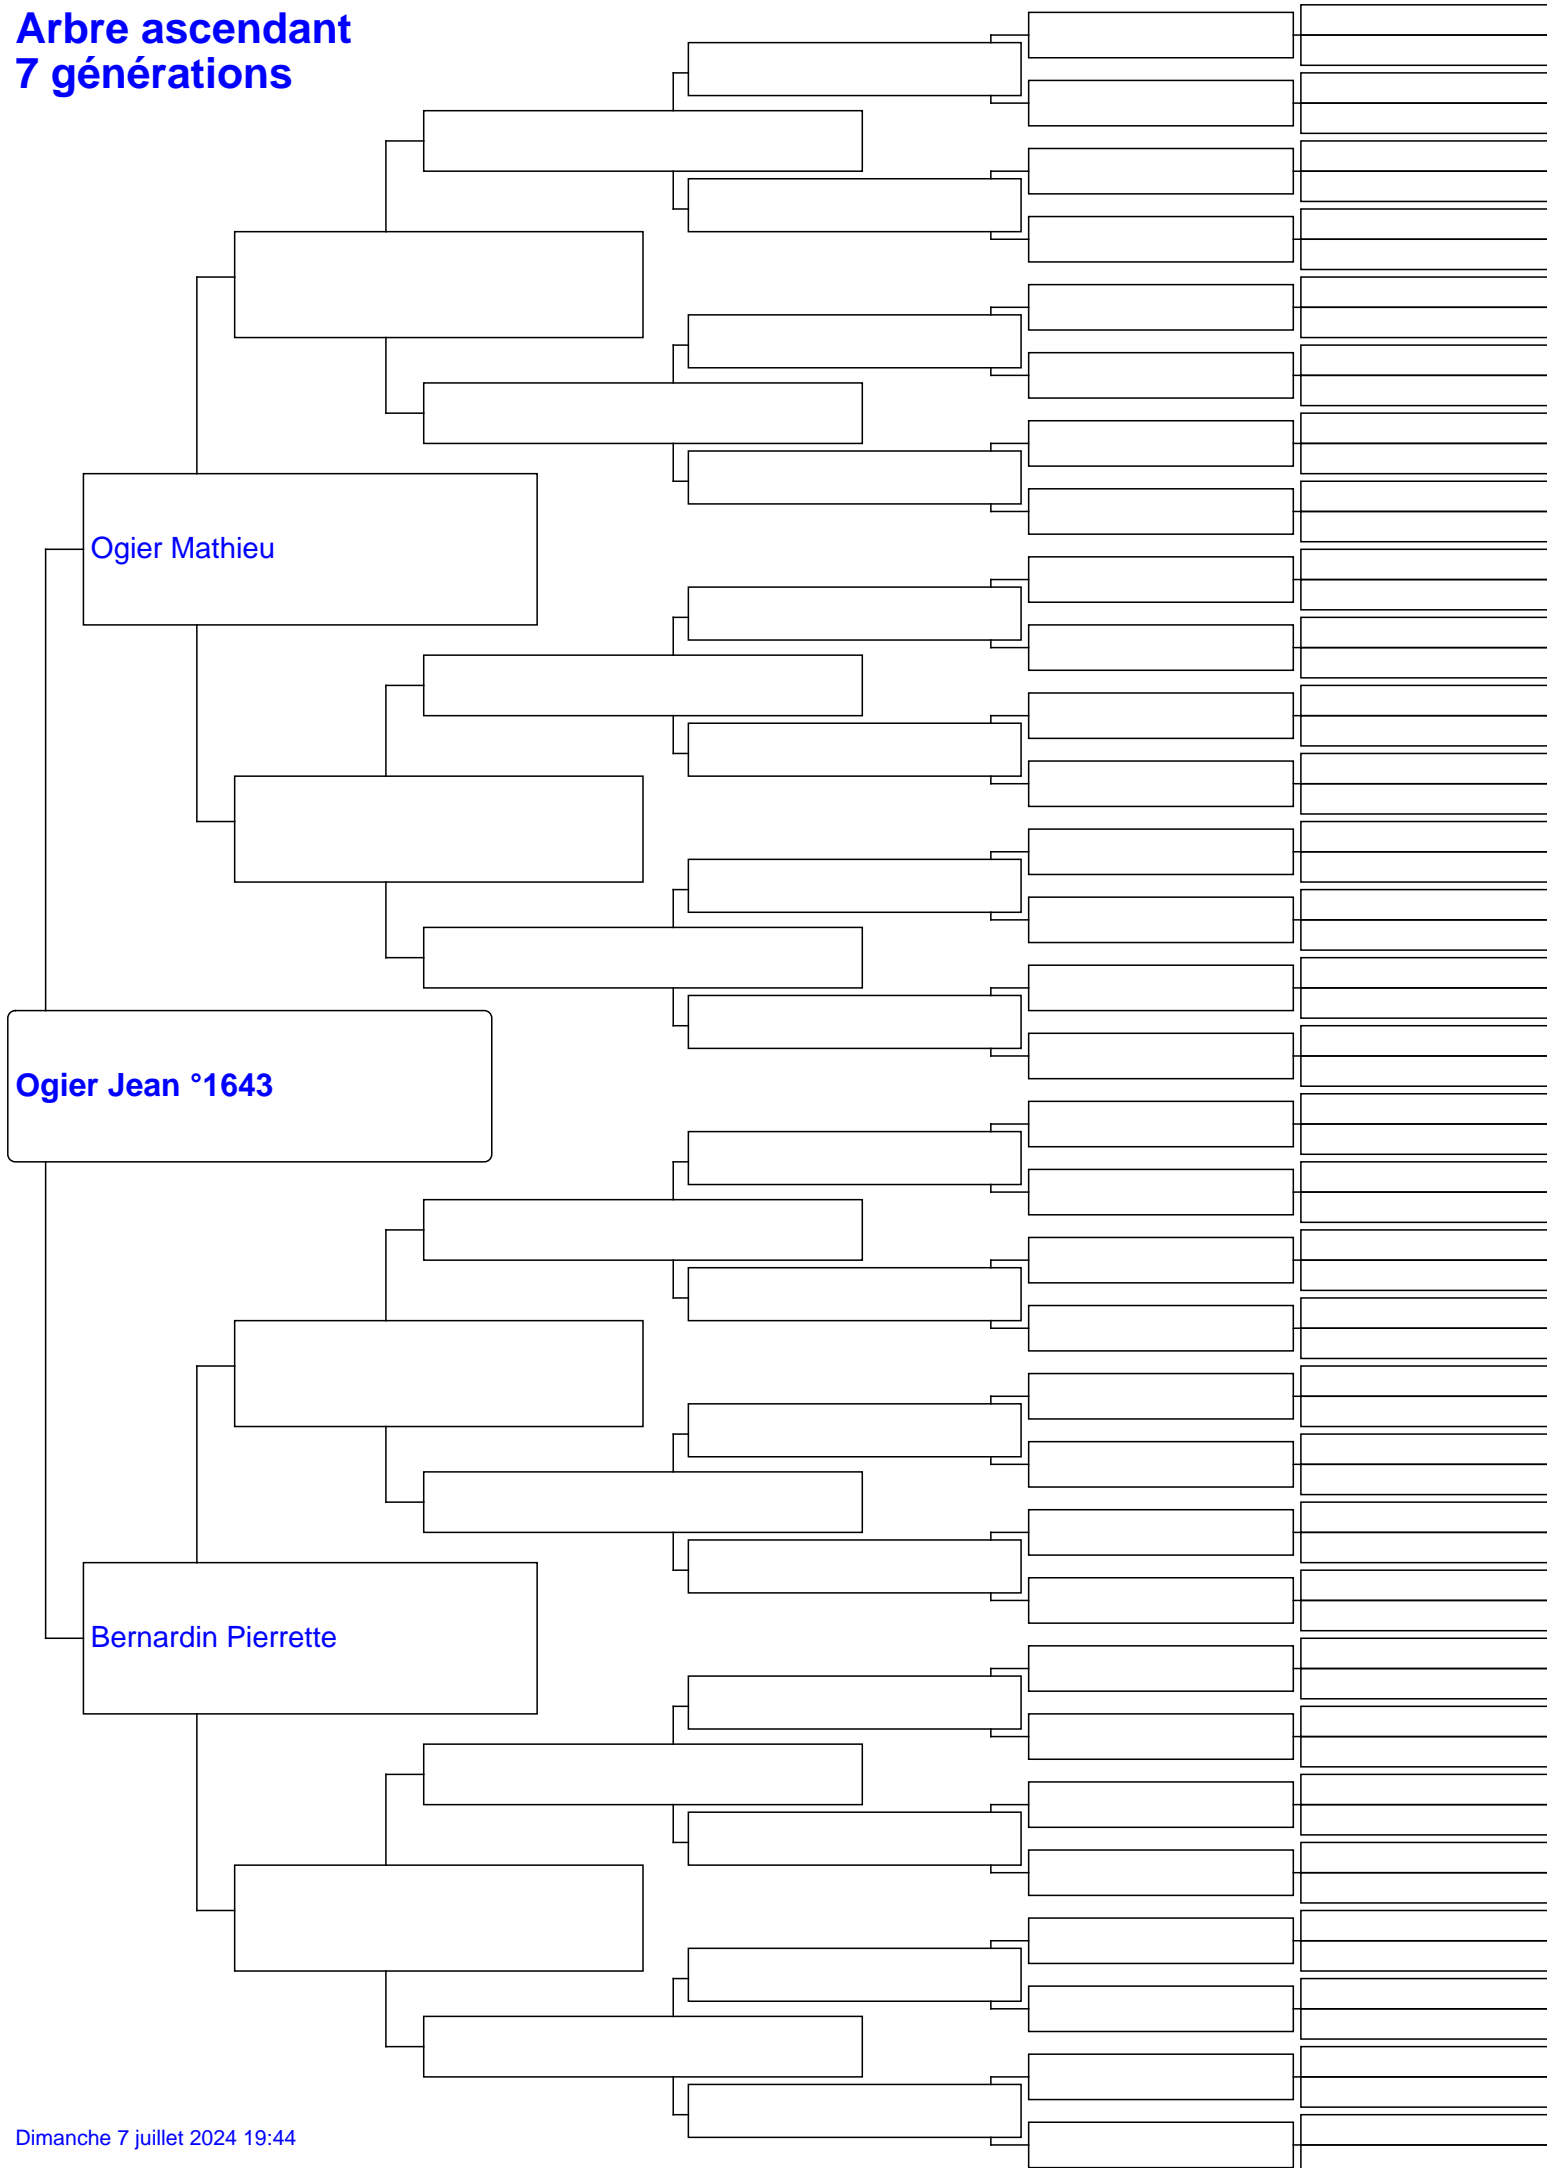 Arbre ascendant
7 générations
Ogier Mathieu
Ogier Jean °1643
Bernardin Pierrette
Dimanche 7 juillet 2024 19:44